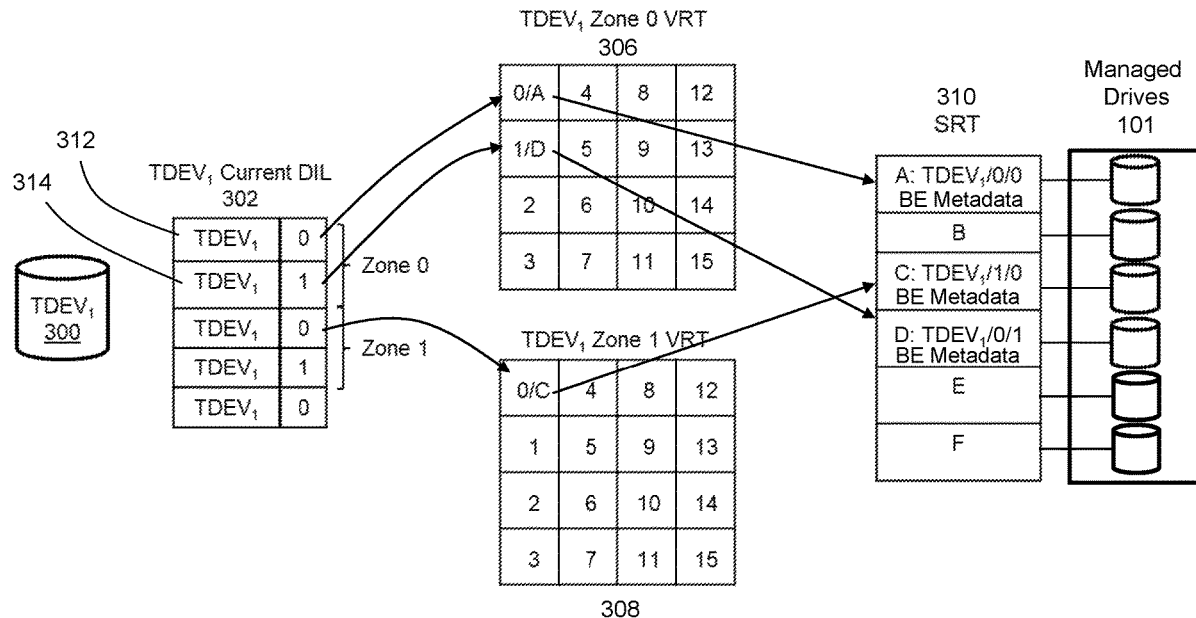 TDEV₁ Zone 0 VRT
306
0/A 4 8 12
1/D 5 9 13
2 6 10 14
3 7 11 15
312
314
TDEV₁ Current DIL
302
TDEV₁ 0
TDEV₁ 1
TDEV₁ 0
TDEV₁ 1
TDEV₁ 0
Zone 0
Zone 1
TDEV₁
300
TDEV₁ Zone 1 VRT
0/C 4 8 12
1 5 9 13
2 6 10 14
3 7 11 15
308
310
SRT
A: TDEV₁/0/0
BE Metadata
B
C: TDEV₁/1/0
BE Metadata
D: TDEV₁/0/1
BE Metadata
E
F
Managed
Drives
101